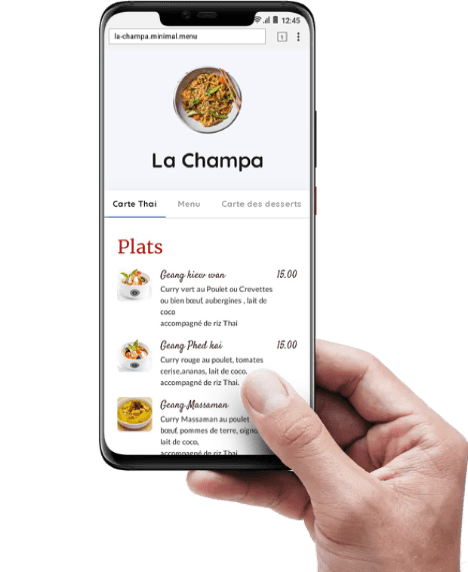 12:45
la-champa.minimal.menu
1
La Champa
Carte Thai Menu Carte des desserts
Plats
Geang kiew wan 15.00
Curry vert au Poulet ou Crevettes
ou bien bœuf, aubergines , lait de
coco
accompagné de riz Thai
Geang Phed kai 15.00
Curry rouge au poulet, tomates
cerise,ananas, lait de coco,
accompagné de riz Thai.
Geang Massaman
Curry Massaman au poulet
bœuf, pommes de terre,
lait de coco,
accompagné de riz Thai